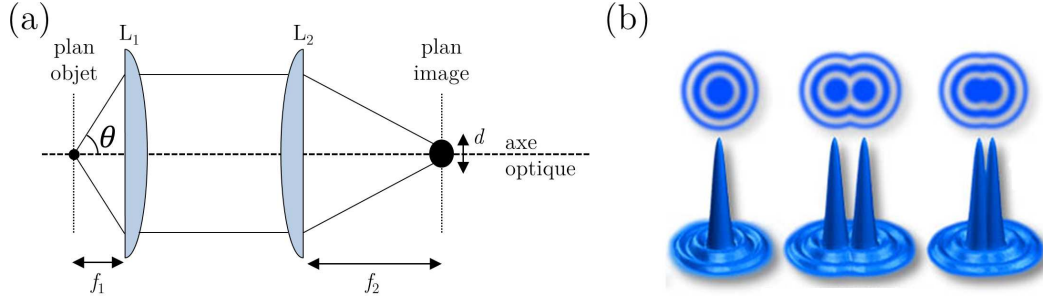 (a)
L1
L2
plan
objet
plan
image
θ
d
axe
optique
f1
f2
(b)